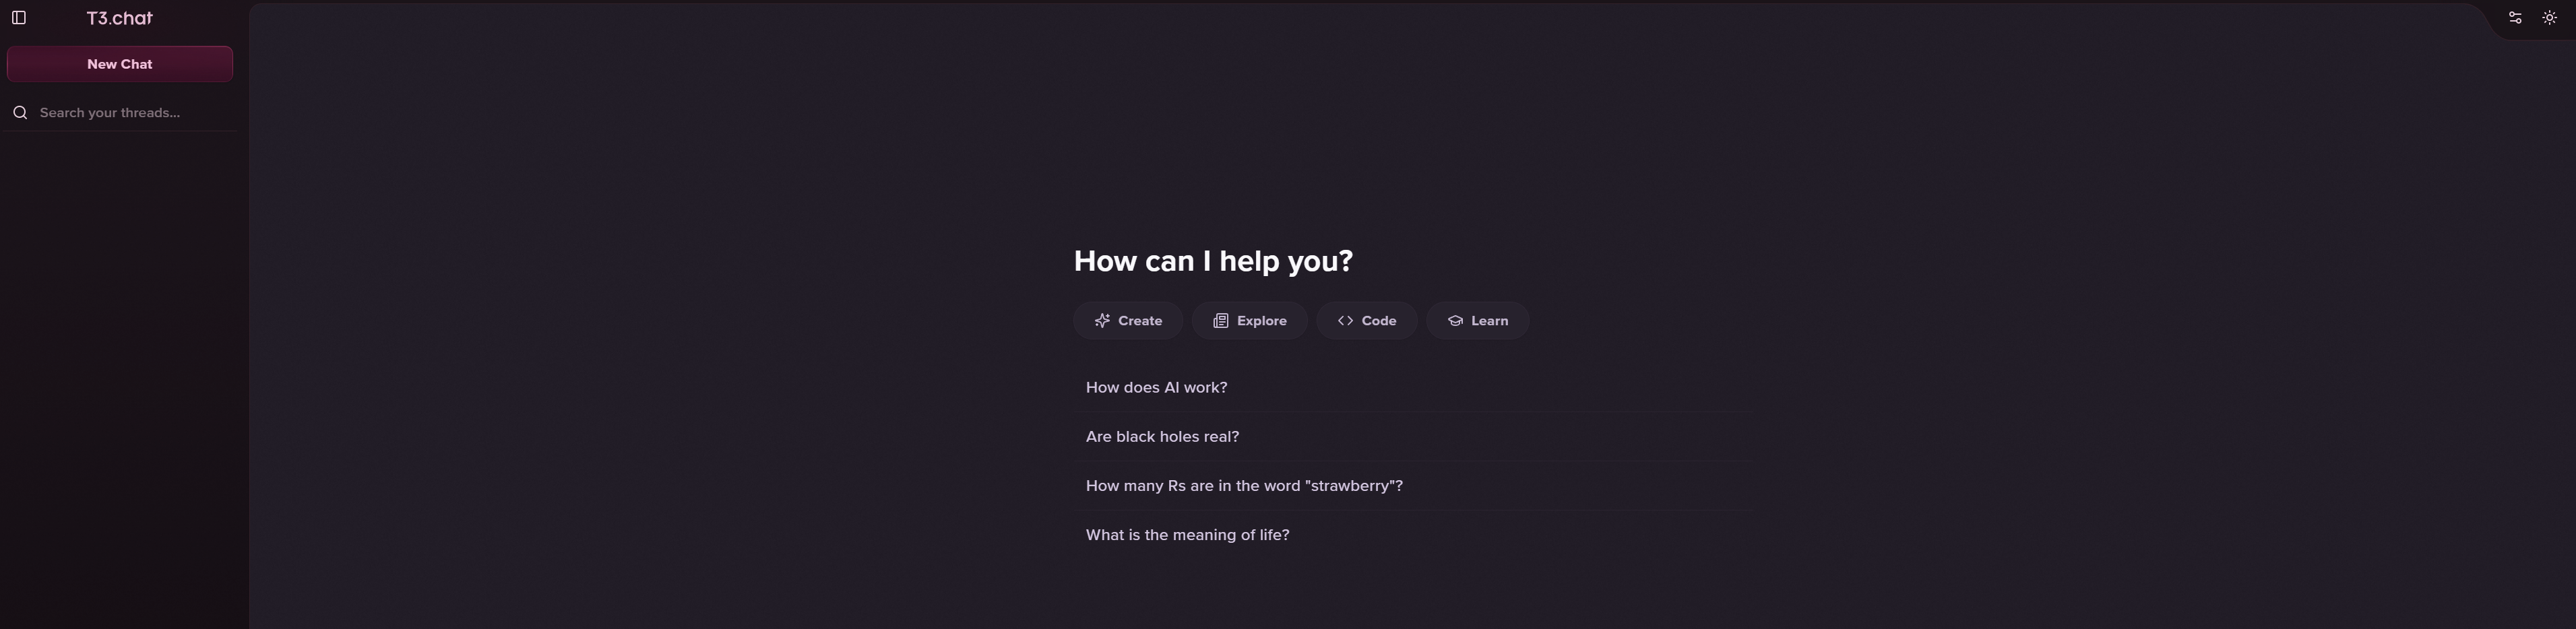 T3.chat
New Chat
Search your threads...
How can I help you?
Create
Explore
Code
Learn
How does AI work?
Are black holes real?
How many Rs are in the word "strawberry"?
What is the meaning of life?